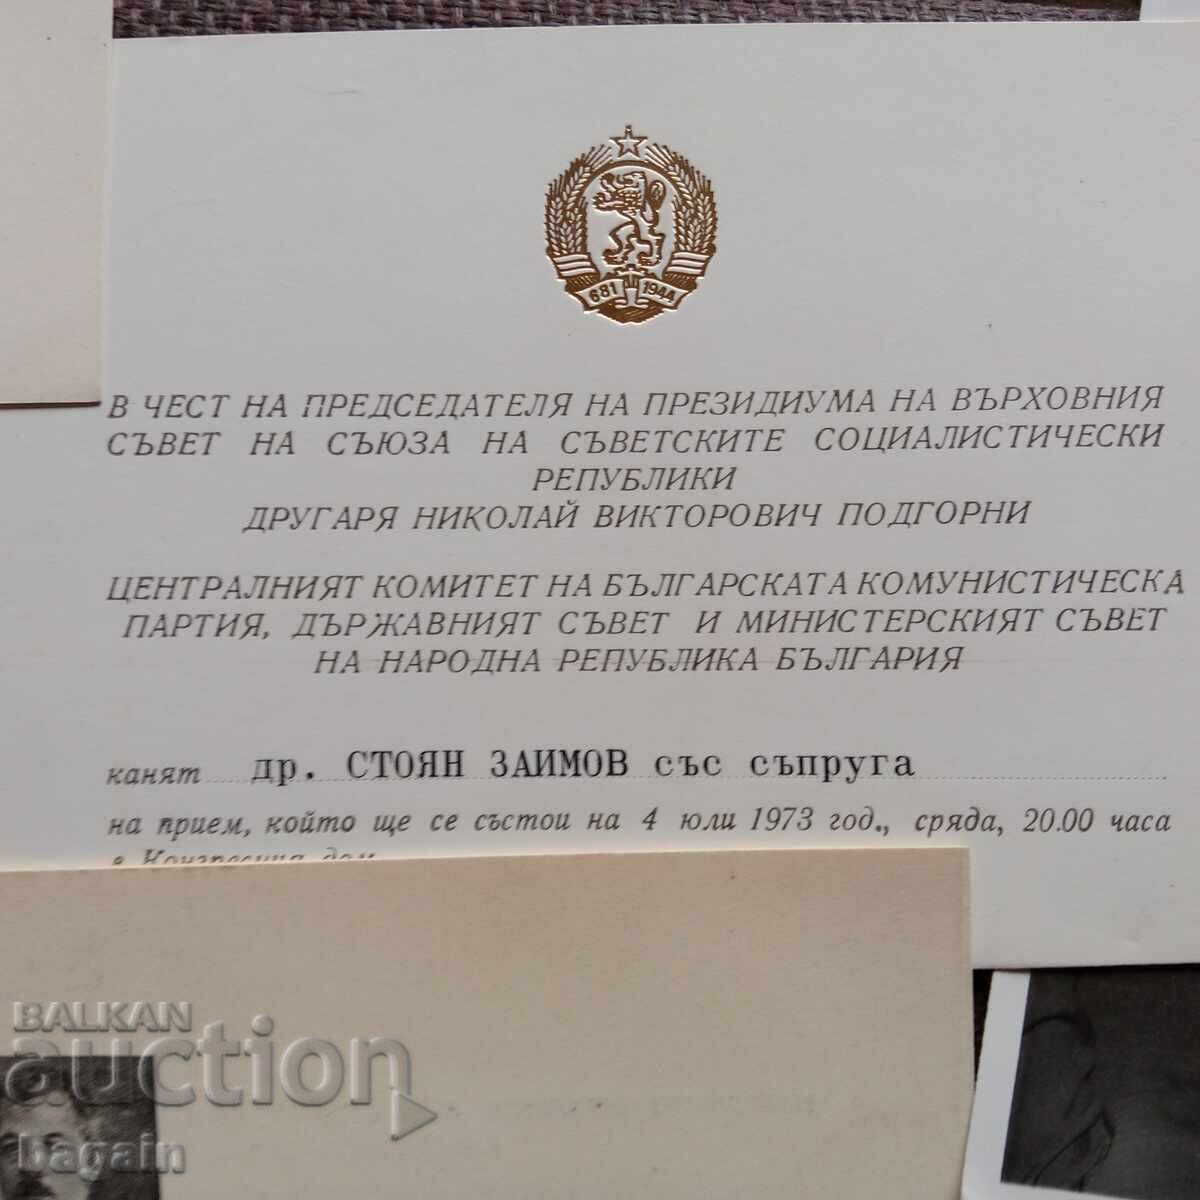 681 1944
В ЧЕСТ НА ПРЕДСЕДАТЕЛЯ НА ПРЕЗИДИУМА НА ВЪРХОВНИЯ
СЪВЕТ НА СЪЮЗА НА СЪВЕТСКИТЕ СОЦИАЛИСТИЧЕСКИ
РЕПУБЛИКИ
ДРУГАРЯ НИКОЛАЙ ВИКТОРОВИЧ ПОДГОРНИ
ЦЕНТРАЛНИЯТ КОМИТЕТ НА БЪЛГАРСКАТА КОМУНИСТИЧЕСКА
ПАРТИЯ, ДЪРЖАВНИЯТ СЪВЕТ И МИНИСТЕРСКИЯТ СЪВЕТ
НА НАРОДНА РЕПУБЛИКА БЪЛГАРИЯ
канят др. СТОЯН ЗАИМОВ със съпруга
на прием, който ще се състои на 4 юли 1973 год., сряда, 20.00 часа
BALKAN
auction
bagain